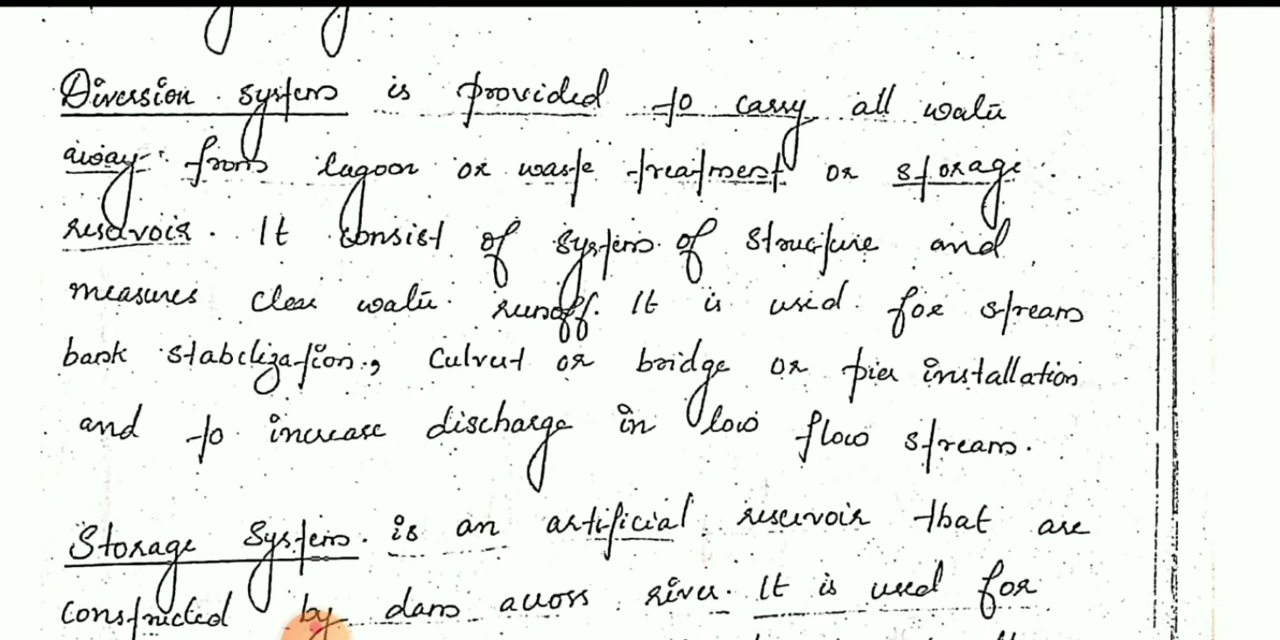 Diversion system is provided to carry all water
away from lagoon or waste treatment or storage
reservoir. It consist of system of structure and
measures clear water runoff. It is used for stream
bank stabilization, culvert or bridge or pier installation
and to increase discharge in low flow stream.
Storage System is an artificial reservoir that are
constructed by dam across river. It is used for